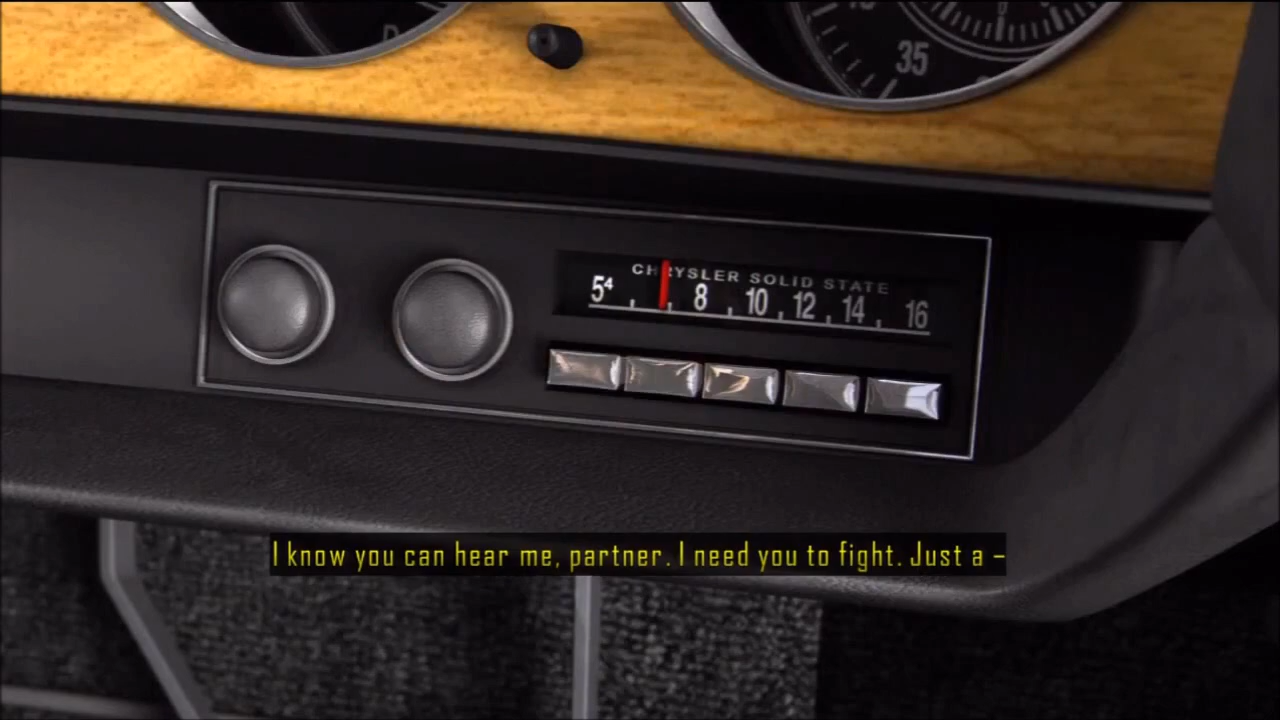 35
CHRYSLER SOLID STATE
5⁴ 8 10 12 14 16
I know you can hear me, partner. I need you to fight. Just a –